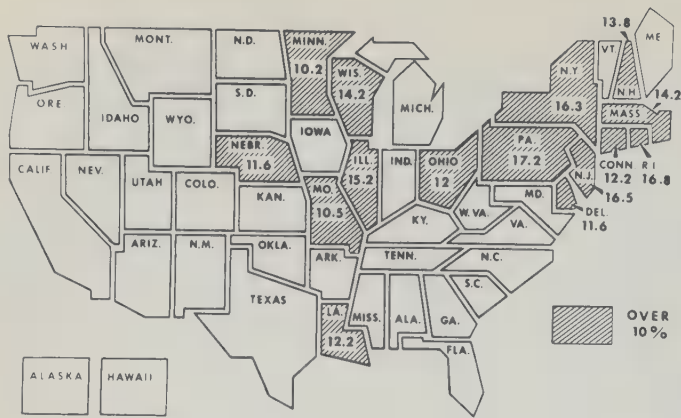 WASH
MONT.
N.D.
MINN.
10.2
13.8
ME
VT.
N.H
ORE
IDAHO
S.D.
WIS.
14.2
MICH.
N.Y.
16.3
14.2
MASS
WYO.
NEBR.
11.6
IOWA
PA.
17.2
CONN
12.2
R I
16.8
CALIF
NEV.
UTAH
COLO.
KAN.
MO.
10.5
ILL.
15.2
IND.
OHIO
12
N.J.
16.5
MD.
DEL.
11.6
W.VA.
VA.
KY.
ARIZ.
N.M.
OKLA.
ARK.
TENN.
N.C.
S.C.
TEXAS
LA.
12.2
MISS.
ALA.
GA.
FLA.
OVER
10%
ALASKA
HAWAII